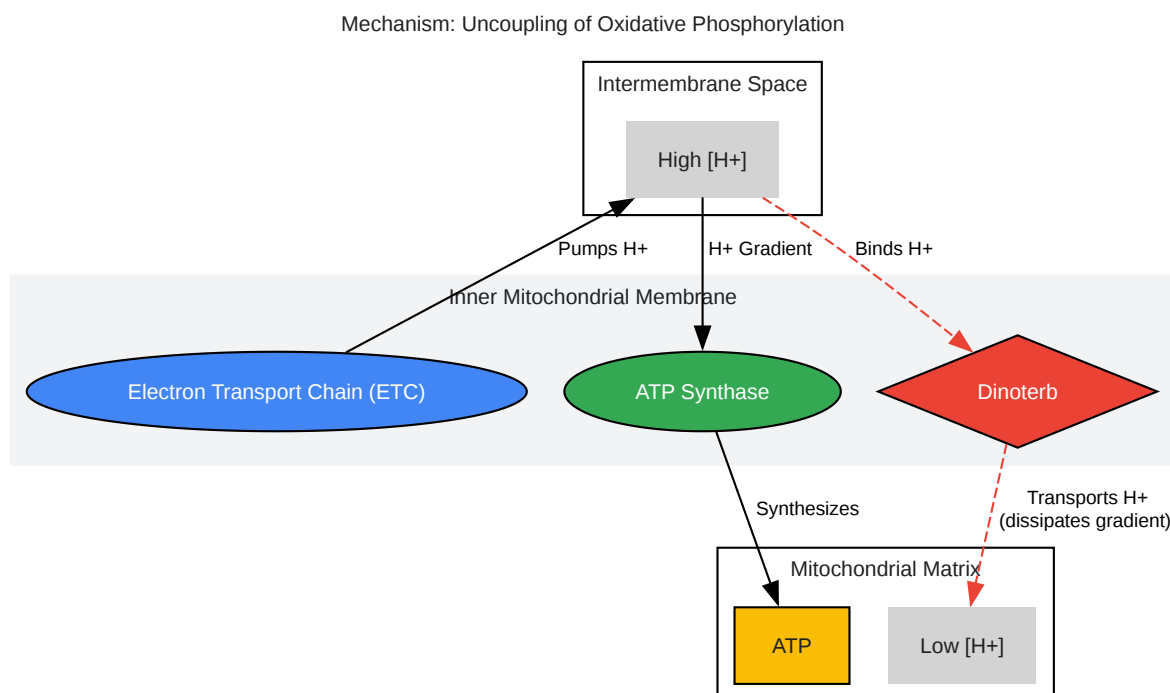 Mechanism: Uncoupling of Oxidative Phosphorylation
Intermembrane Space
High [H+]
Pumps H+
H+ Gradient
Binds H+
Inner Mitochondrial Membrane
Electron Transport Chain (ETC)
ATP Synthase
Dinoterb
Synthesizes
Transports H+
(dissipates gradient)
Mitochondrial Matrix
ATP
Low [H+]